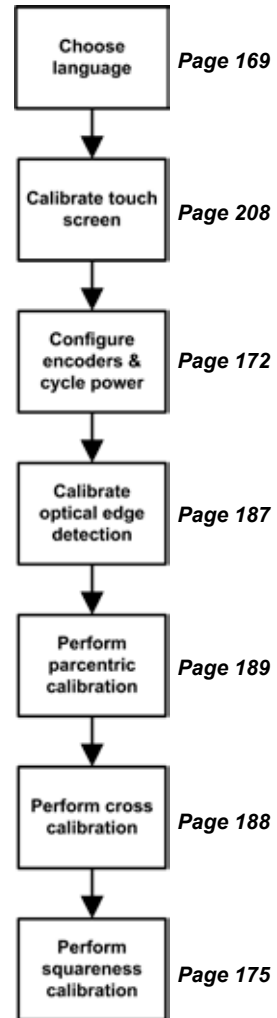 Choose
language
Page 169
Calibrate touch
screen
Page 208
Configure
encoders &
cycle power
Page 172
Calibrate
optical edge
detection
Page 187
Perform
parcentric
calibration
Page 189
Perform cross
calibration
Page 188
Perform
squareness
calibration
Page 175